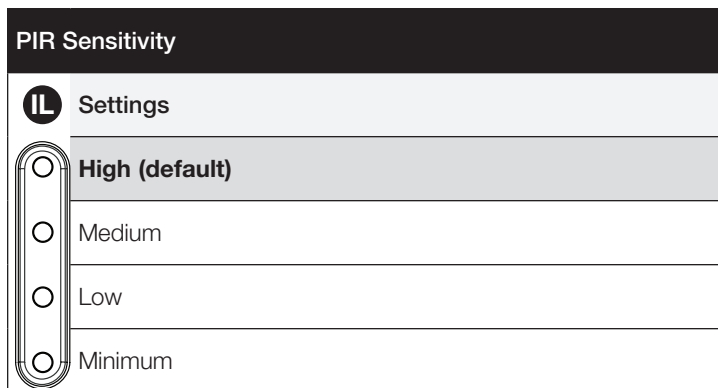 PIR Sensitivity
IL Settings
High (default)
Medium
Low
Minimum